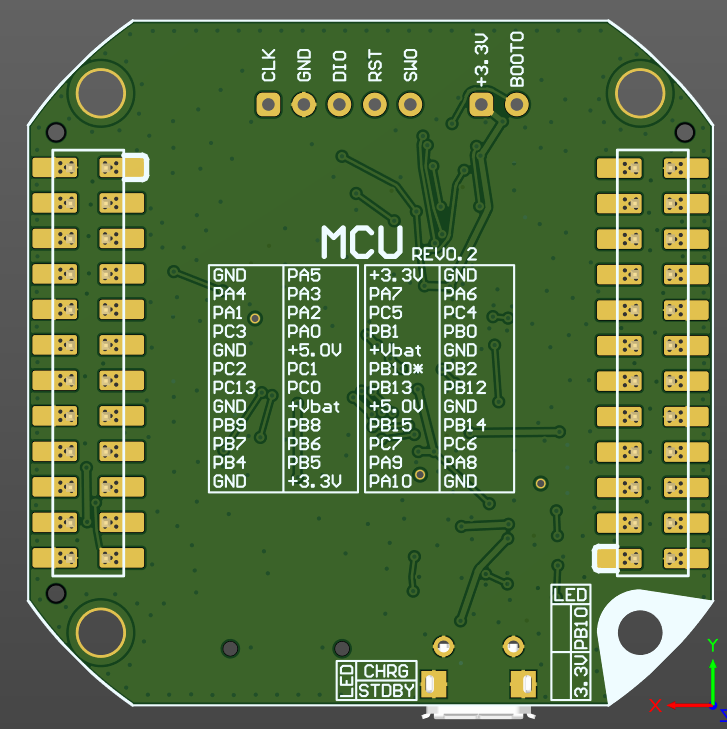 CLK GND DIO RST SWO +3.3V BOOT0
MCU REV0.2
GND PA5 +3.3V GND
PA4 PA3 PA7 PA6
PA1 PA2 PC5 PC4
PC3 PA0 PB1 PB0
GND +5.0V +Vbat GND
PC2 PC1 PB10* PB2
PC13 PC0 PB13 PB12
GND +Vbat +5.0V GND
PB9 PB8 PB15 PB14
PB7 PB6 PC7 PC6
PB4 PB5 PA9 PA8
GND +3.3V PA10 GND
LED
PB10
3.3V
LED
CHRG
STDBY
Y
X